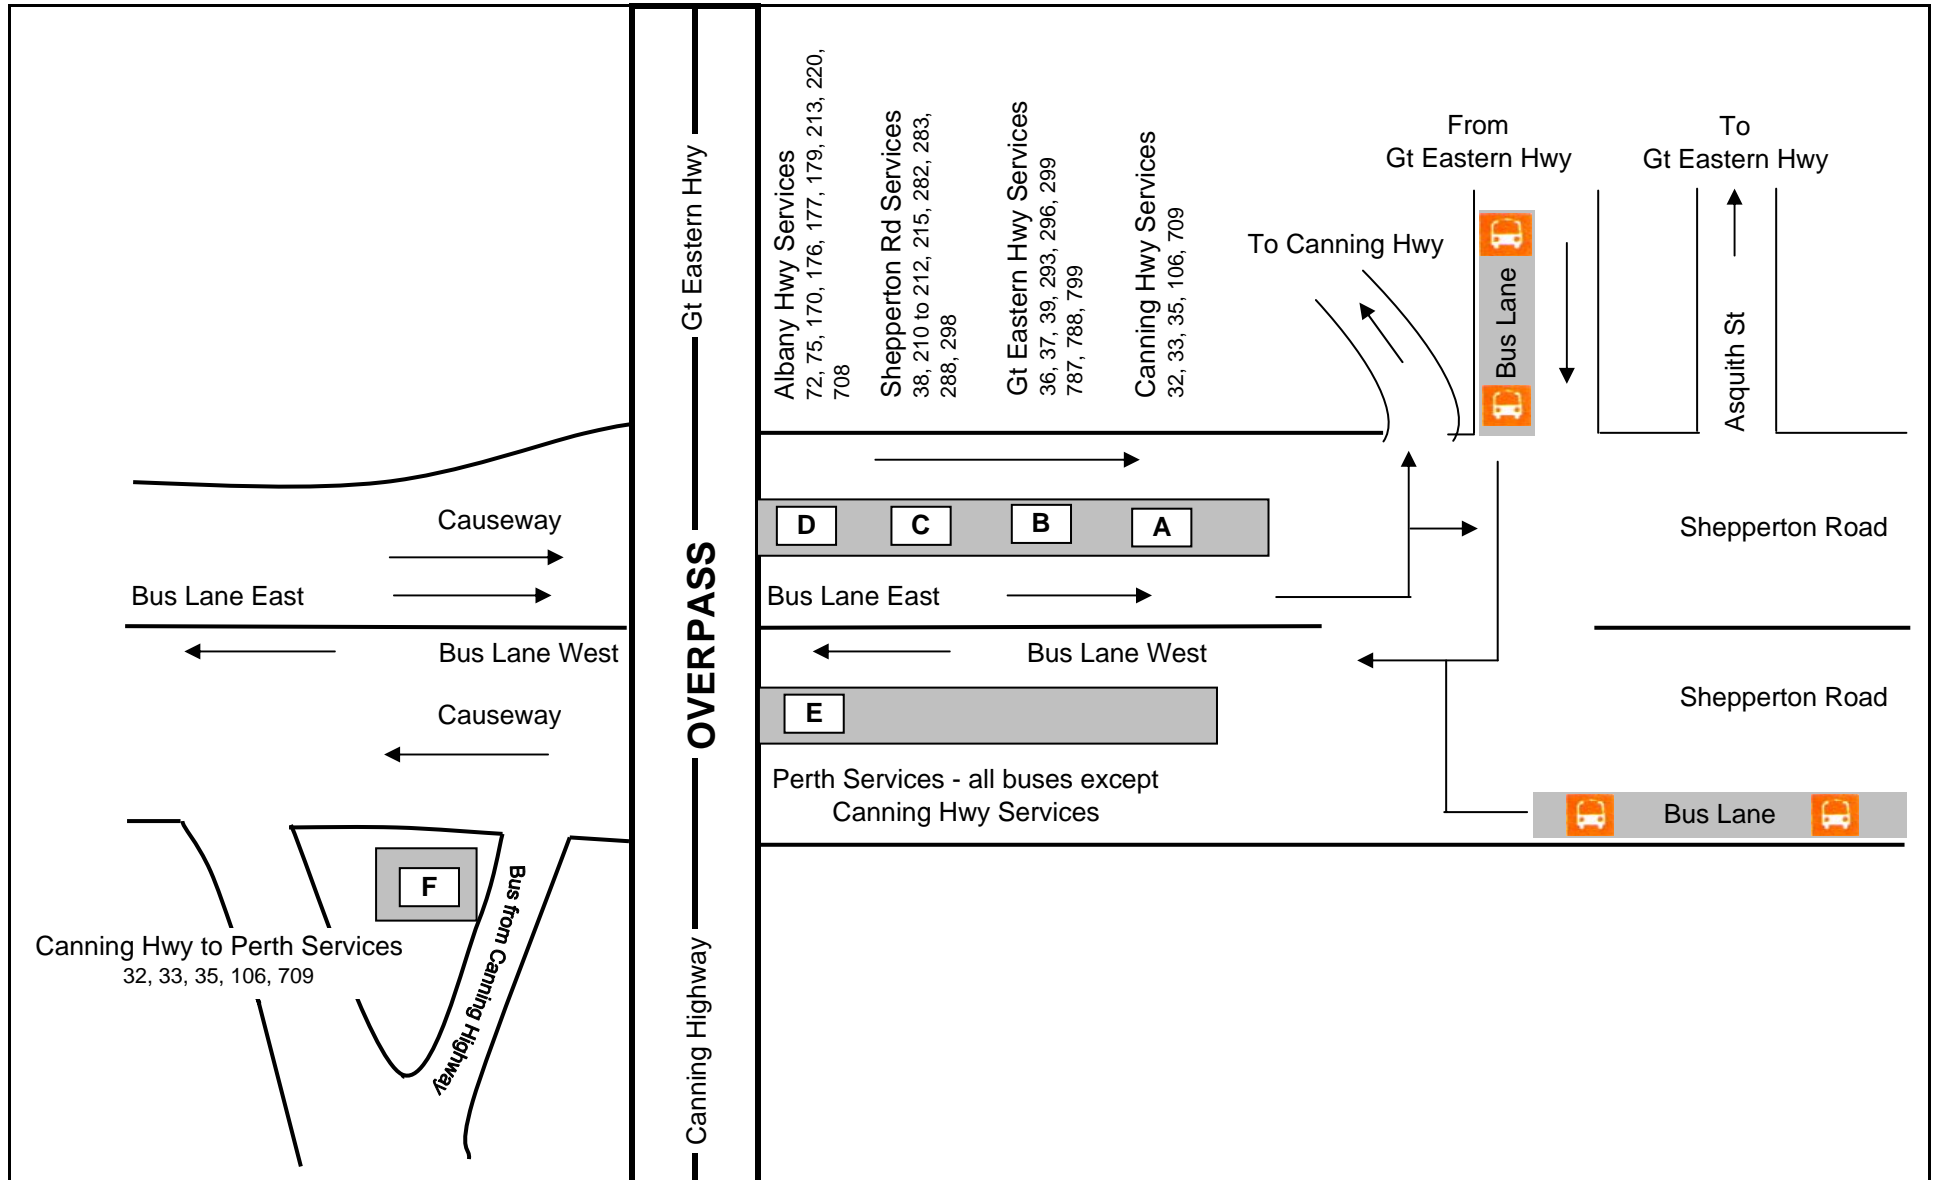 Albany Hwy Services
72, 75, 170, 176, 177, 179, 213, 220,
708
Shepperton Rd Services
38, 210 to 212, 215, 282, 283,
288, 298
Gt Eastern Hwy Services
36, 37, 39, 293, 296, 299
787, 788, 799
Canning Hwy Services
32, 33, 35, 106, 709
From
Gt Eastern Hwy
To
Gt Eastern Hwy
To Canning Hwy
Bus Lane
Asquith St
Gt Eastern Hwy
OVERPASS
Canning Highway
Causeway
Bus Lane East
Bus Lane West
Causeway
D
C
B
A
Bus Lane East
Bus Lane West
E
Perth Services - all buses except
Canning Hwy Services
Shepperton Road
Shepperton Road
Bus Lane
F
Bus from Canning Highway
Canning Hwy to Perth Services
32, 33, 35, 106, 709